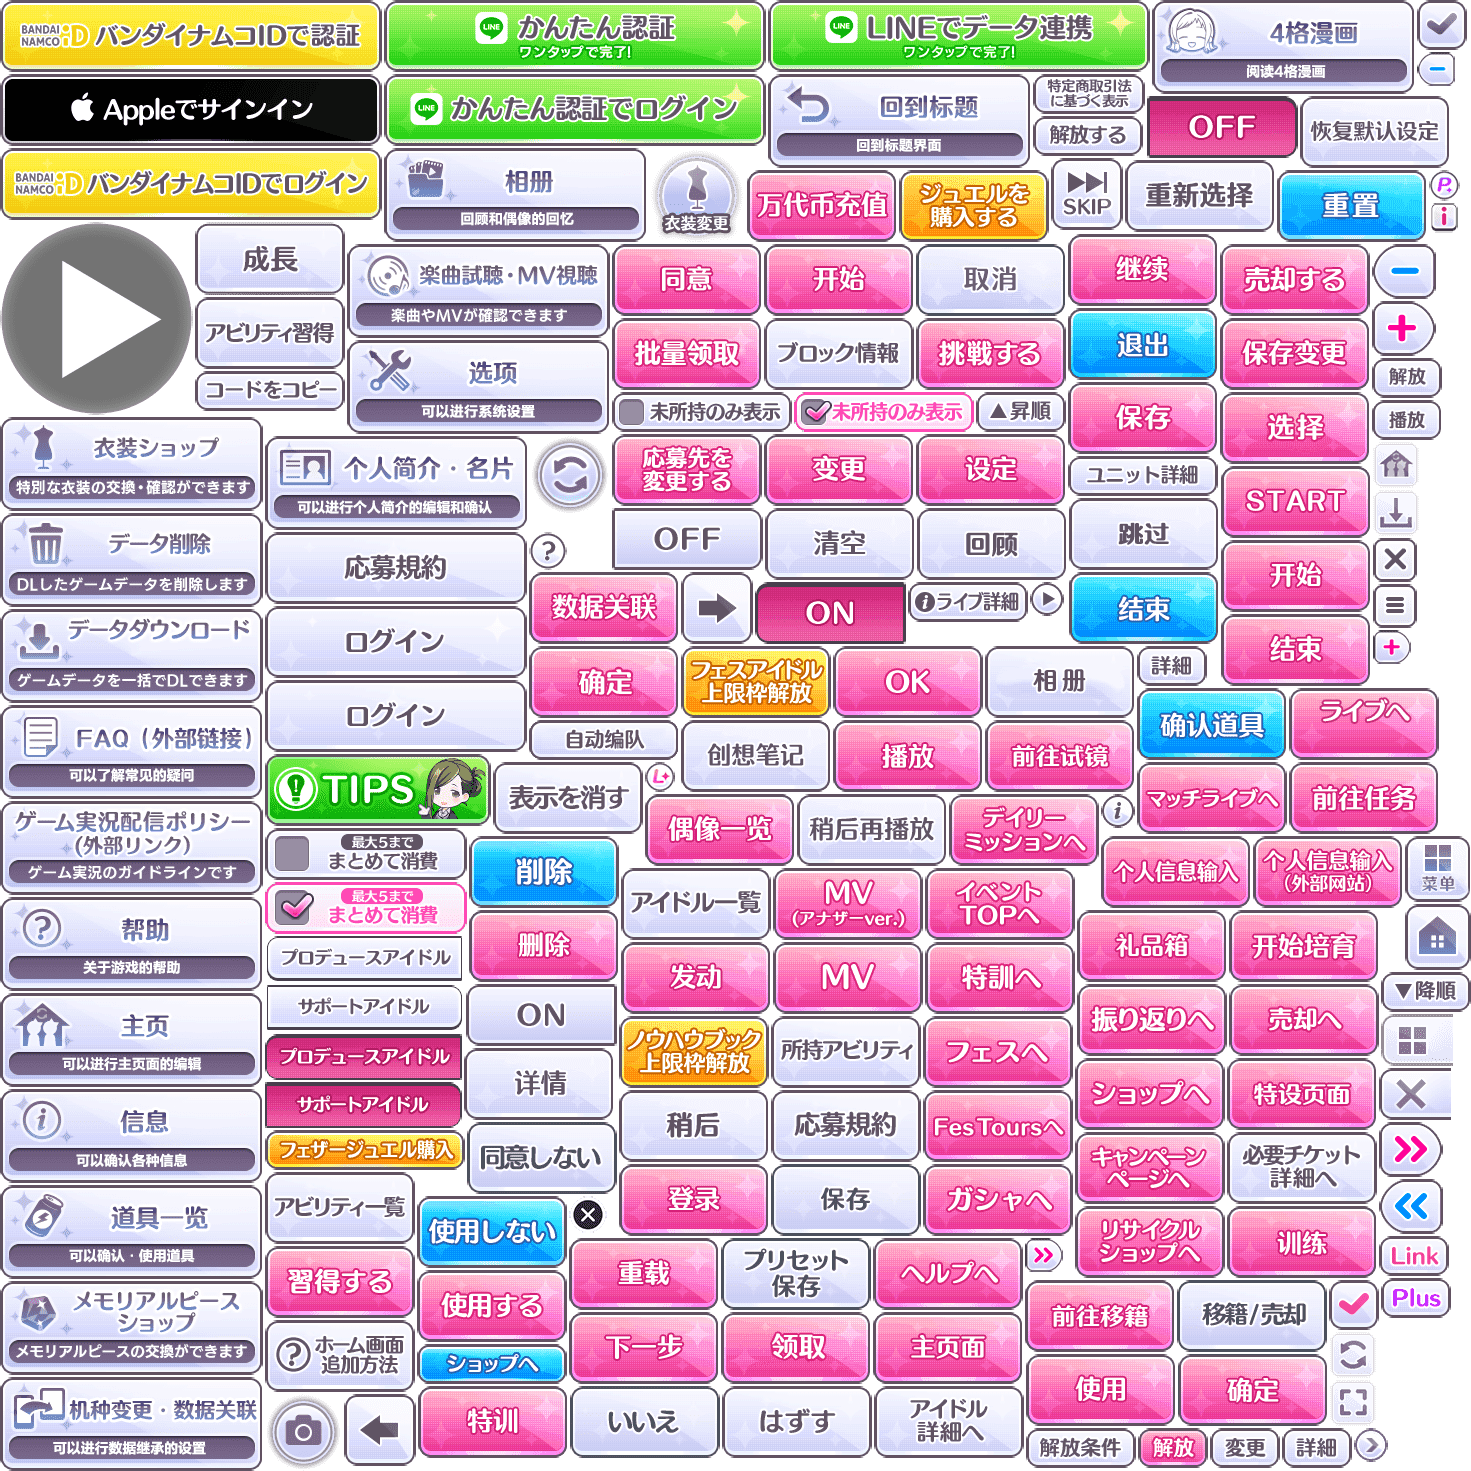 BANDAI NAMCO iD バンダイナムコIDで認証
LINE かんたん認証
ワンタップで完了!
LINE LINEでデータ連携
ワンタップで完了!
4格漫画
阅读4格漫画
Appleでサインイン
LINE かんたん認証でログイン
回到标题
回到标题界面
特定商取引法
に基づく表示
解放する
OFF
恢复默认设定
BANDAI NAMCO iD バンダイナムコIDでログイン
相册
回顾和偶像的回忆
衣装変更
万代币充值
ジュエルを
購入する
SKIP
重新选择
重置
P
i
成長
アビリティ習得
コードをコピー
楽曲試聴・MV視聴
楽曲やMVが確認できます
选项
可以进行系统设置
同意
开始
取消
继续
売却する
批量领取
ブロック情報
挑戦する
退出
保存变更
未所持のみ表示
未所持のみ表示
▲昇順
保存
选择
解放
播放
衣装ショップ
特別な衣装の交換・確認ができます
个人简介・名片
可以进行个人简介的编辑和确认
応募先を
変更する
变更
设定
ユニット詳細
START
データ削除
DLしたゲームデータを削除します
応募規約
?
OFF
清空
回顾
跳过
开始
数据关联
ON
iライブ詳細
结束
结束
データダウンロード
ゲームデータを一括でDLできます
ログイン
确定
フェスアイドル
上限枠解放
OK
相册
詳細
FAQ（外部链接）
可以了解常见的疑问
ログイン
自动编队
创想笔记
播放
前往试镜
确认道具
ライブへ
TIPS
表示を消す
L
マッチライブへ
前往任务
ゲーム実況配信ポリシー
(外部リンク)
ゲーム実況のガイドラインです
最大5まで
まとめて消費
最大5まで
まとめて消費
削除
偶像一览
稍后再播放
デイリー
ミッションへ
i
个人信息输入
个人信息输入
(外部网站)
菜单
帮助
关于游戏的帮助
プロデュースアイドル
删除
アイドル一覧
MV
(アナザーver.)
イベント
TOPへ
礼品箱
开始培育
サポートアイドル
ON
发动
MV
特訓へ
▼降順
主页
可以进行主页面的编辑
プロデュースアイドル
サポートアイドル
详情
ノウハウブック
上限枠解放
所持アビリティ
フェスへ
振り返りへ
売却へ
信息
可以确认各种信息
フェザージュエル購入
同意しない
稍后
応募規約
Fes Toursへ
ショップへ
特设页面
道具一览
可以确认・使用道具
アビリティ一覧
使用しない
登录
保存
ガシャへ
キャンペーン
ページへ
必要チケット
詳細へ
リサイクル
ショップへ
训练
Link
メモリアルピース
ショップ
メモリアルピースの交換ができます
習得する
使用する
重载
プリセット
保存
ヘルプへ
前往移籍
移籍/売却
Plus
?
ホーム画面
追加方法
ショップへ
下一步
领取
主页面
使用
确定
机种变更・数据关联
可以进行数据继承的设置
特训
いいえ
はずす
アイドル
詳細へ
解放条件
解放
変更
詳細